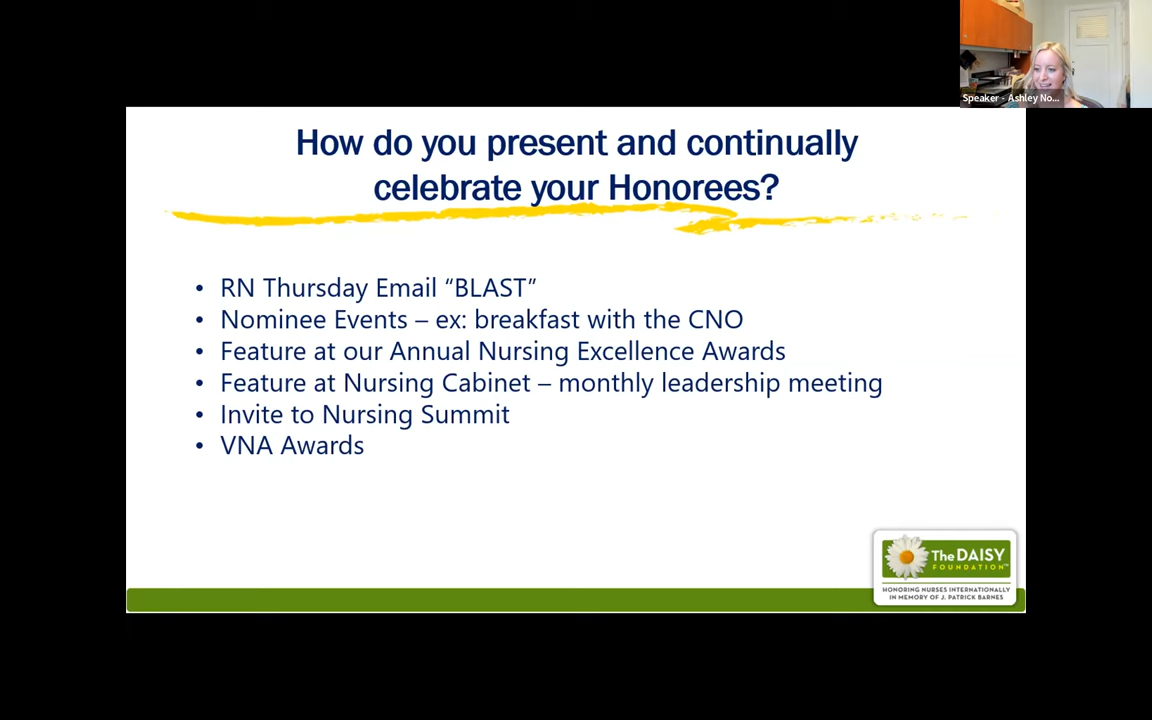 Speaker - Ashley No...
How do you present and continually
celebrate your Honorees?
• RN Thursday Email “BLAST”
• Nominee Events – ex: breakfast with the CNO
• Feature at our Annual Nursing Excellence Awards
• Feature at Nursing Cabinet – monthly leadership meeting
• Invite to Nursing Summit
• VNA Awards
The DAISY
FOUNDATION™
HONORING NURSES INTERNATIONALLY
IN MEMORY OF J. PATRICK BARNES